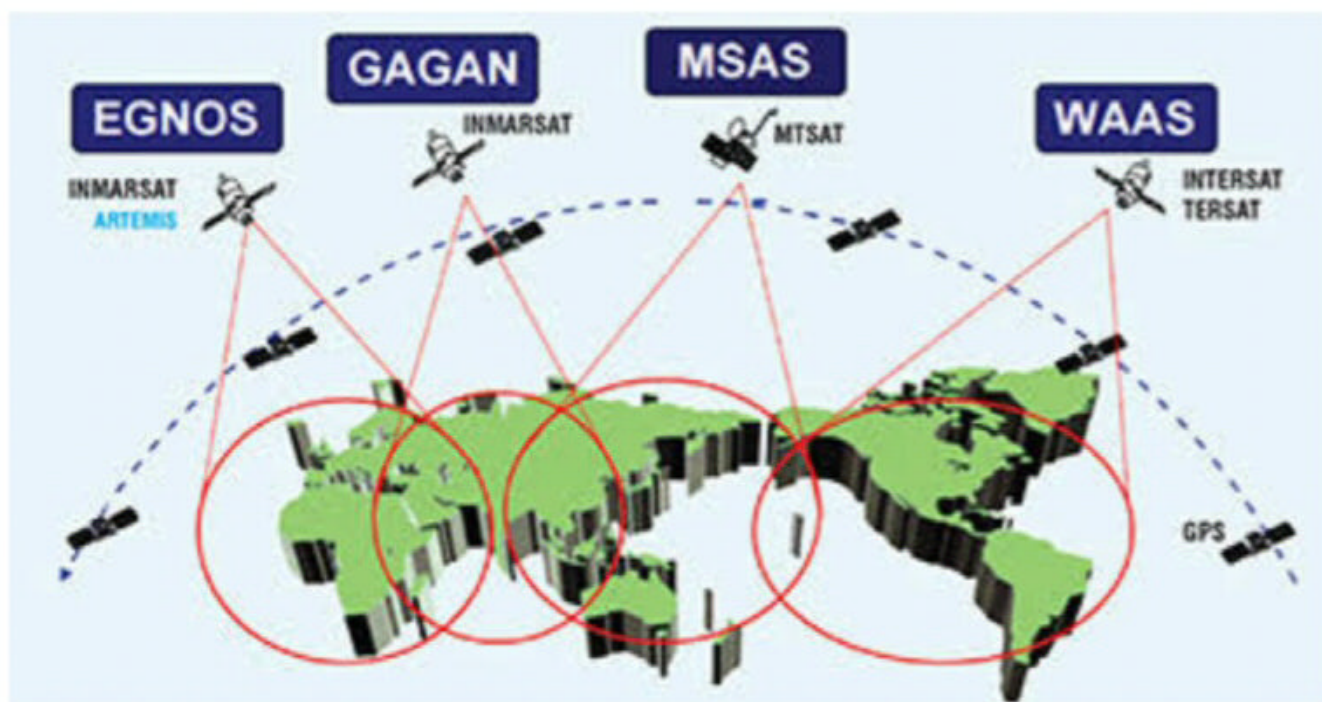 EGNOS
GAGAN
MSAS
WAAS
INMARSAT
ARTEMIS
INMARSAT
MTSAT
INTERSAT
TERSAT
GPS